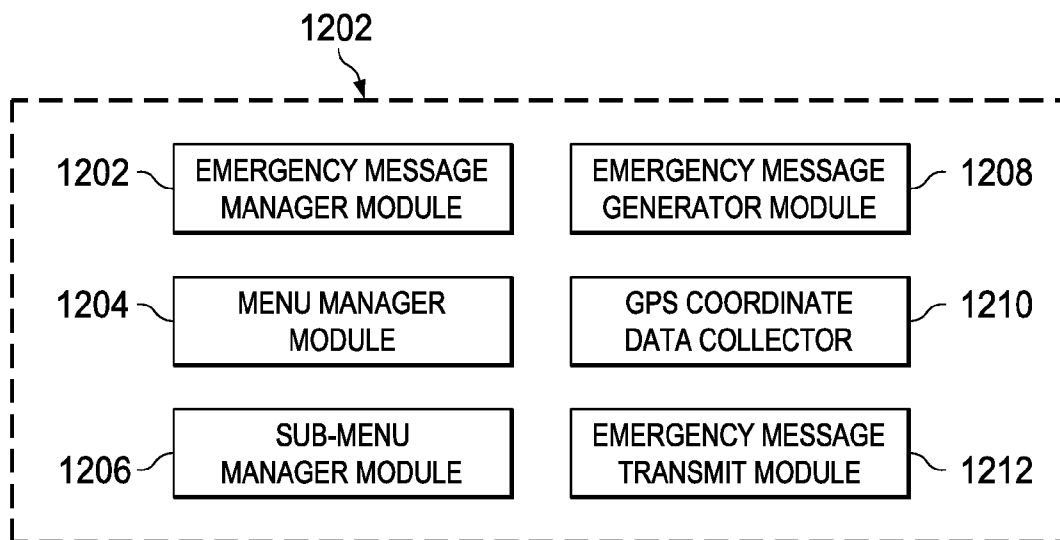 1202
1202
EMERGENCY MESSAGE
MANAGER MODULE
EMERGENCY MESSAGE
GENERATOR MODULE
1208
1204
MENU MANAGER
MODULE
GPS COORDINATE
DATA COLLECTOR
1210
1206
SUB-MENU
MANAGER MODULE
EMERGENCY MESSAGE
TRANSMIT MODULE
1212